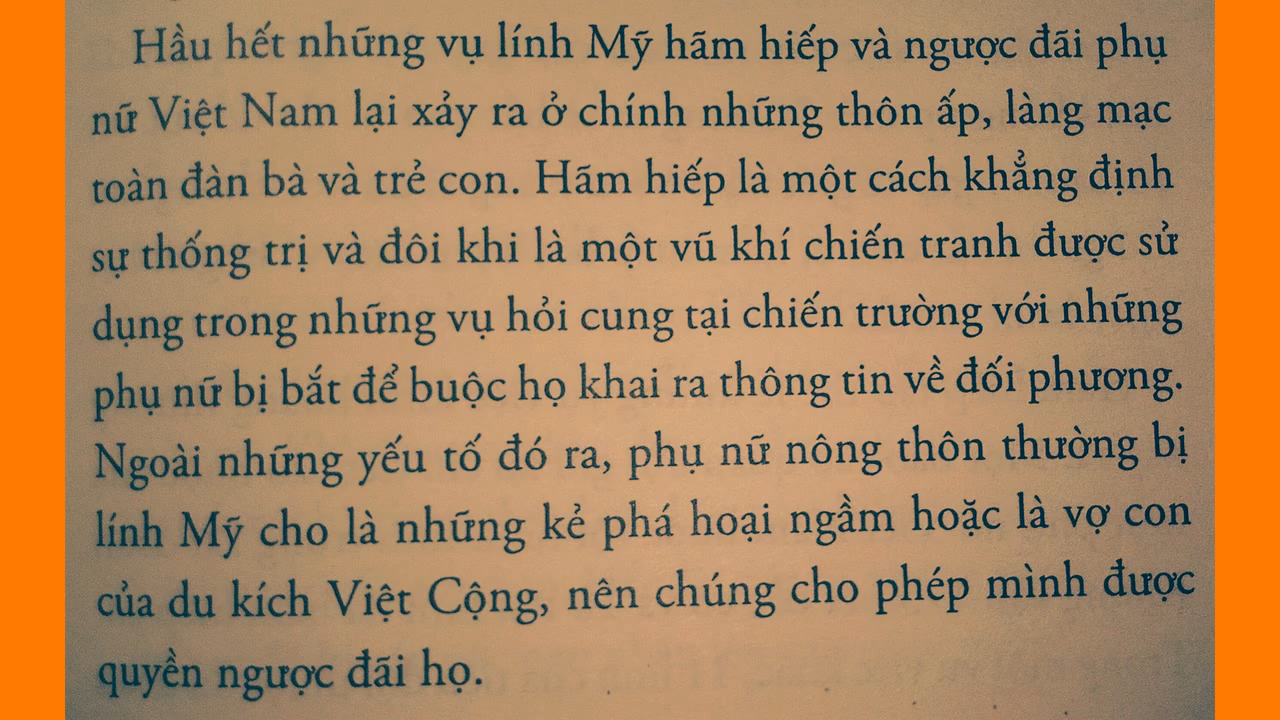 Hầu hết những vụ lính Mỹ hãm hiếp và ngược đãi phụ
nữ Việt Nam lại xảy ra ở chính những thôn ấp, làng mạc
toàn đàn bà và trẻ con. Hãm hiếp là một cách khẳng định
sự thống trị và đôi khi là một vũ khí chiến tranh được sử
dụng trong những vụ hỏi cung tại chiến trường với những
phụ nữ bị bắt để buộc họ khai ra thông tin về đối phương.
Ngoài những yếu tố đó ra, phụ nữ nông thôn thường bị
lính Mỹ cho là những kẻ phá hoại ngầm hoặc là vợ con
của du kích Việt Cộng, nên chúng cho phép mình được
quyền ngược đãi họ.